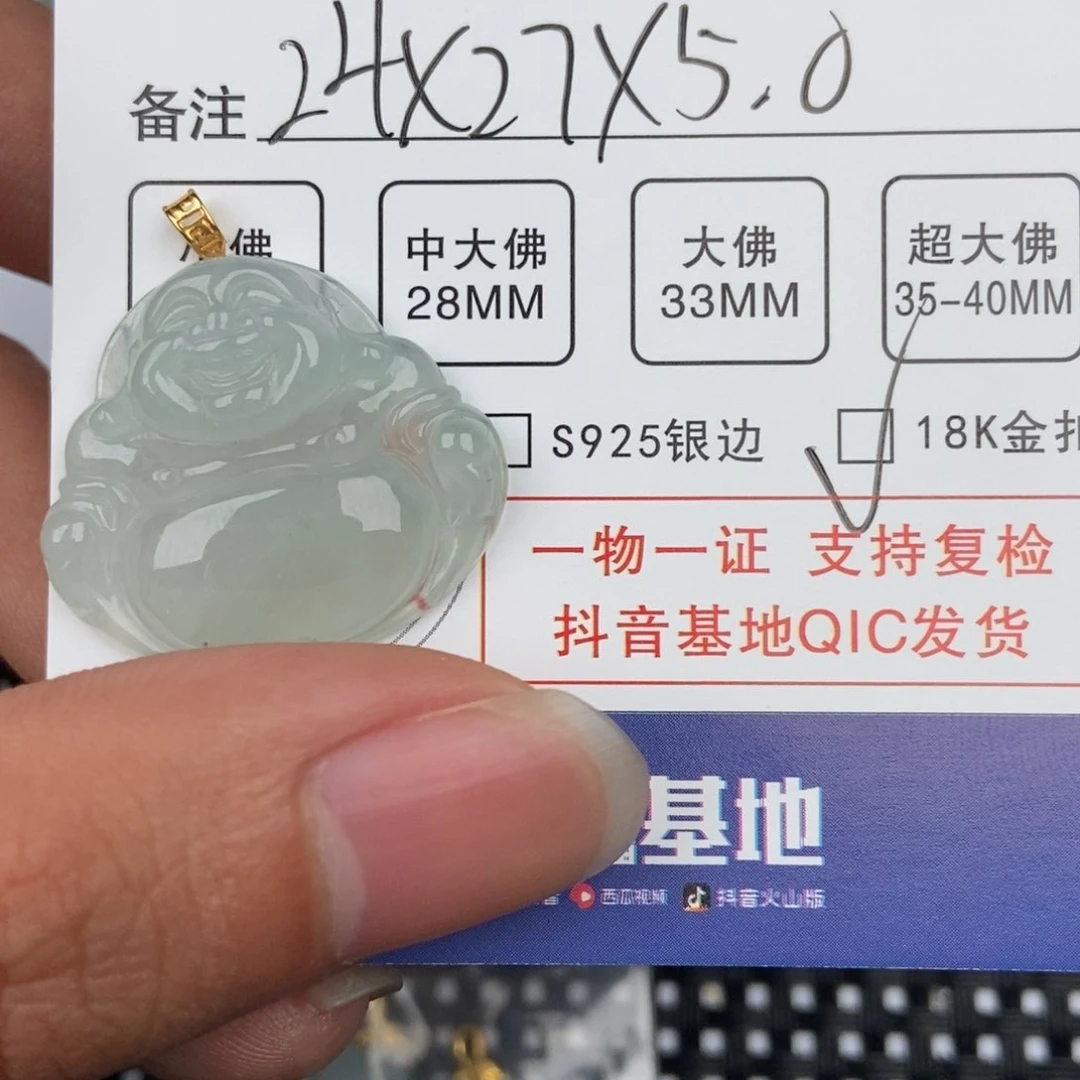 备注 24X27X5.0
佛 中大佛 大佛 超大佛
28MM 33MM 35-40MM
S925银边 18K金扣
一物一证 支持复检
抖音基地QIC发货
基地
西瓜视频 抖音火山版